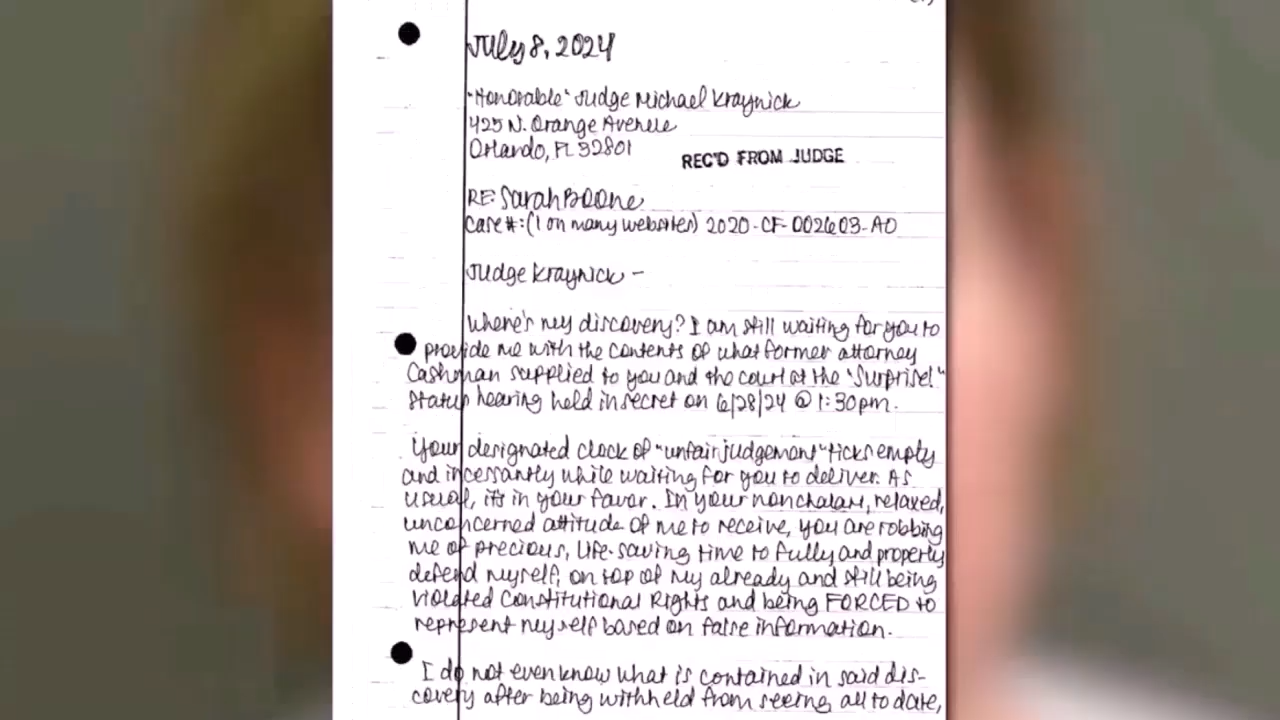 July 8, 2024
"Honorable" Judge Michael Kraynick
425 N. Orange Avenue
Orlando, FL 32801
REC'D FROM JUDGE
RE: Sarah Boone
Case #: (1 on many websites) 2020-CF-002603-AO
Judge Kraynick -
Where's my discovery? I am still waiting for you to
provide me with the contents of what former attorney
Cashman supplied to you and the court at the "Surprise!"
Status hearing held in secret on 6/28/24 @ 1:30pm.
Your designated clock of "unfair judgement" ticks empty
and incessantly while waiting for you to deliver. As
usual, it's in your favor. In your nonchalant, relaxed,
unconcerned attitude of me to receive, you are robbing
me of precious, life-saving time to fully and properly
defend myself, on top of my already and still being
violated Constitutional Rights and being FORCED to
represent myself based on false information.
I do not even know what is contained in said dis-
covery after being withheld from seeing all to date,